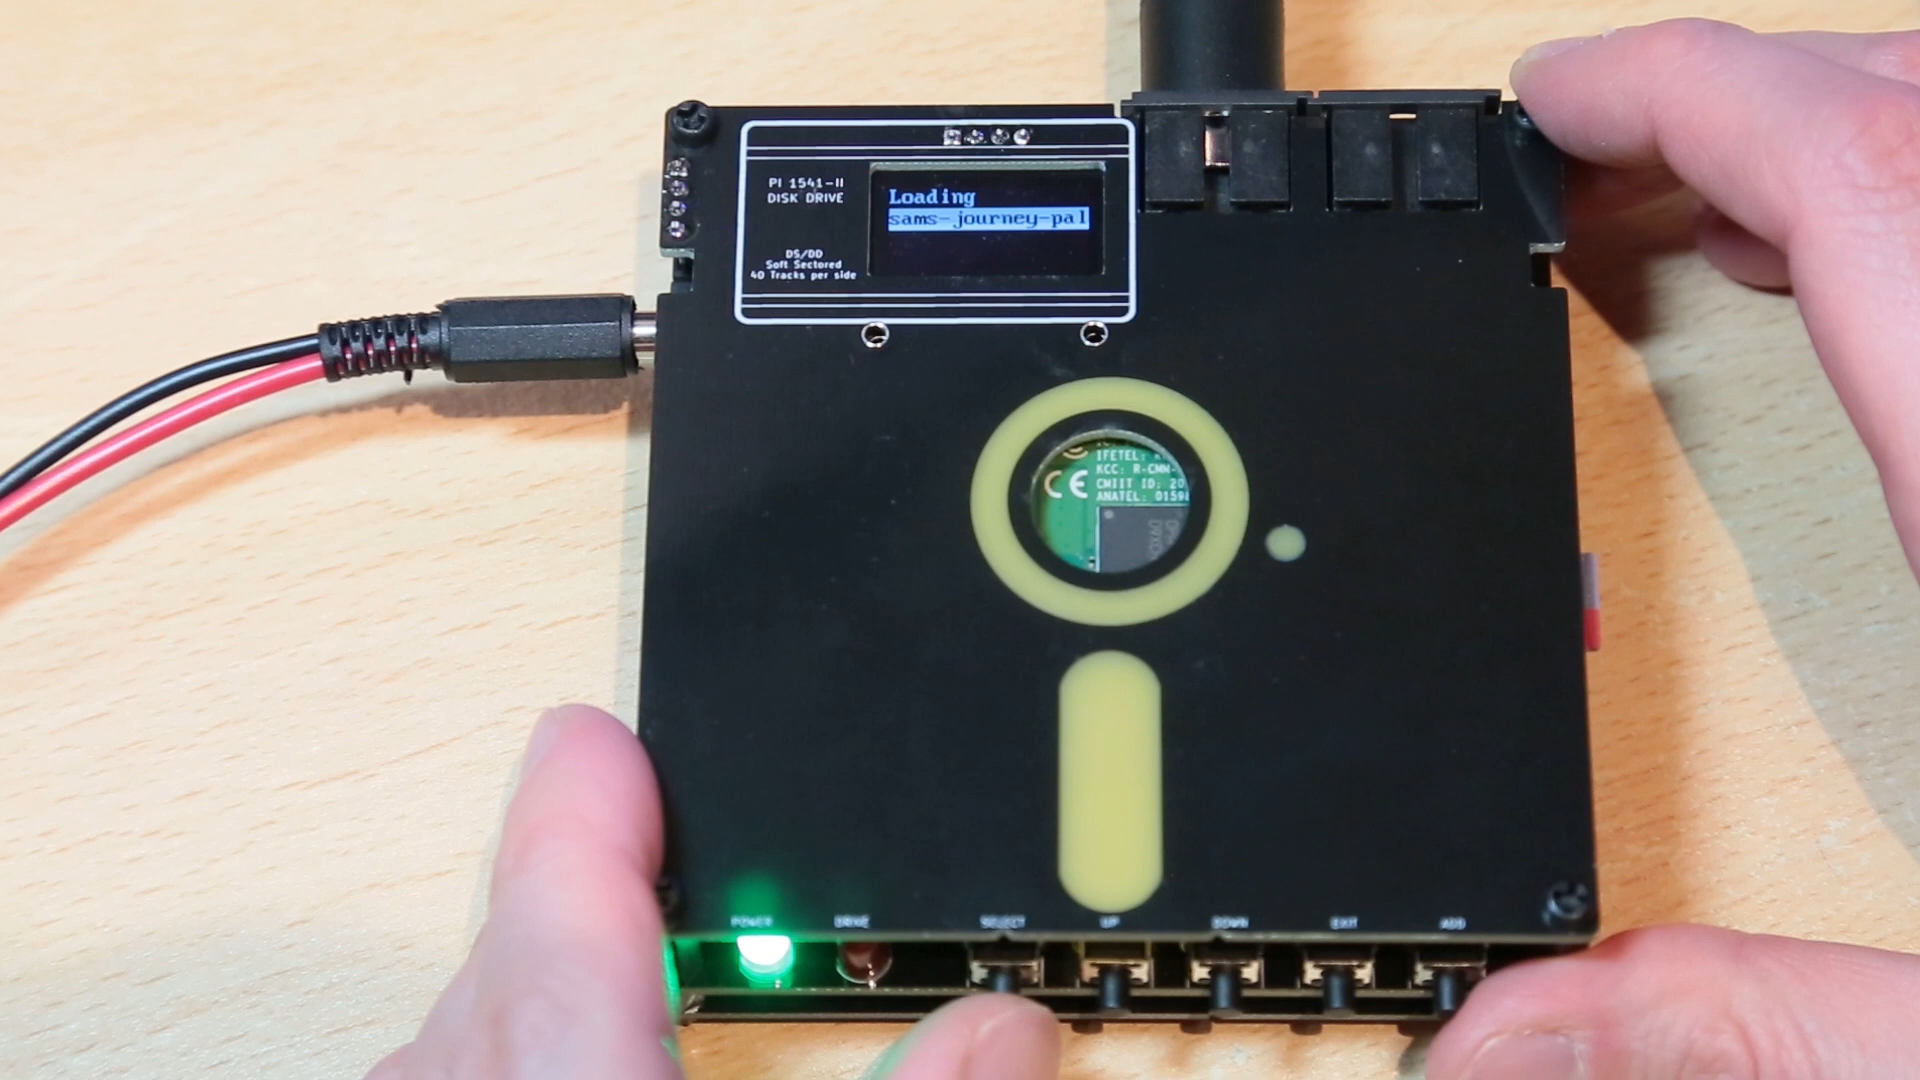 PI 1541-II
DISK DRIVE
DS/DD
Soft Sectored
40 Tracks per side
Loading
sams-journey-pal
IFETEL:
KCC: R-CMM-
CMIIT ID: 20
ANATEL: 0159
CE
POWER
DRIVE
SELECT
UP
DOWN
EXIT
ADD